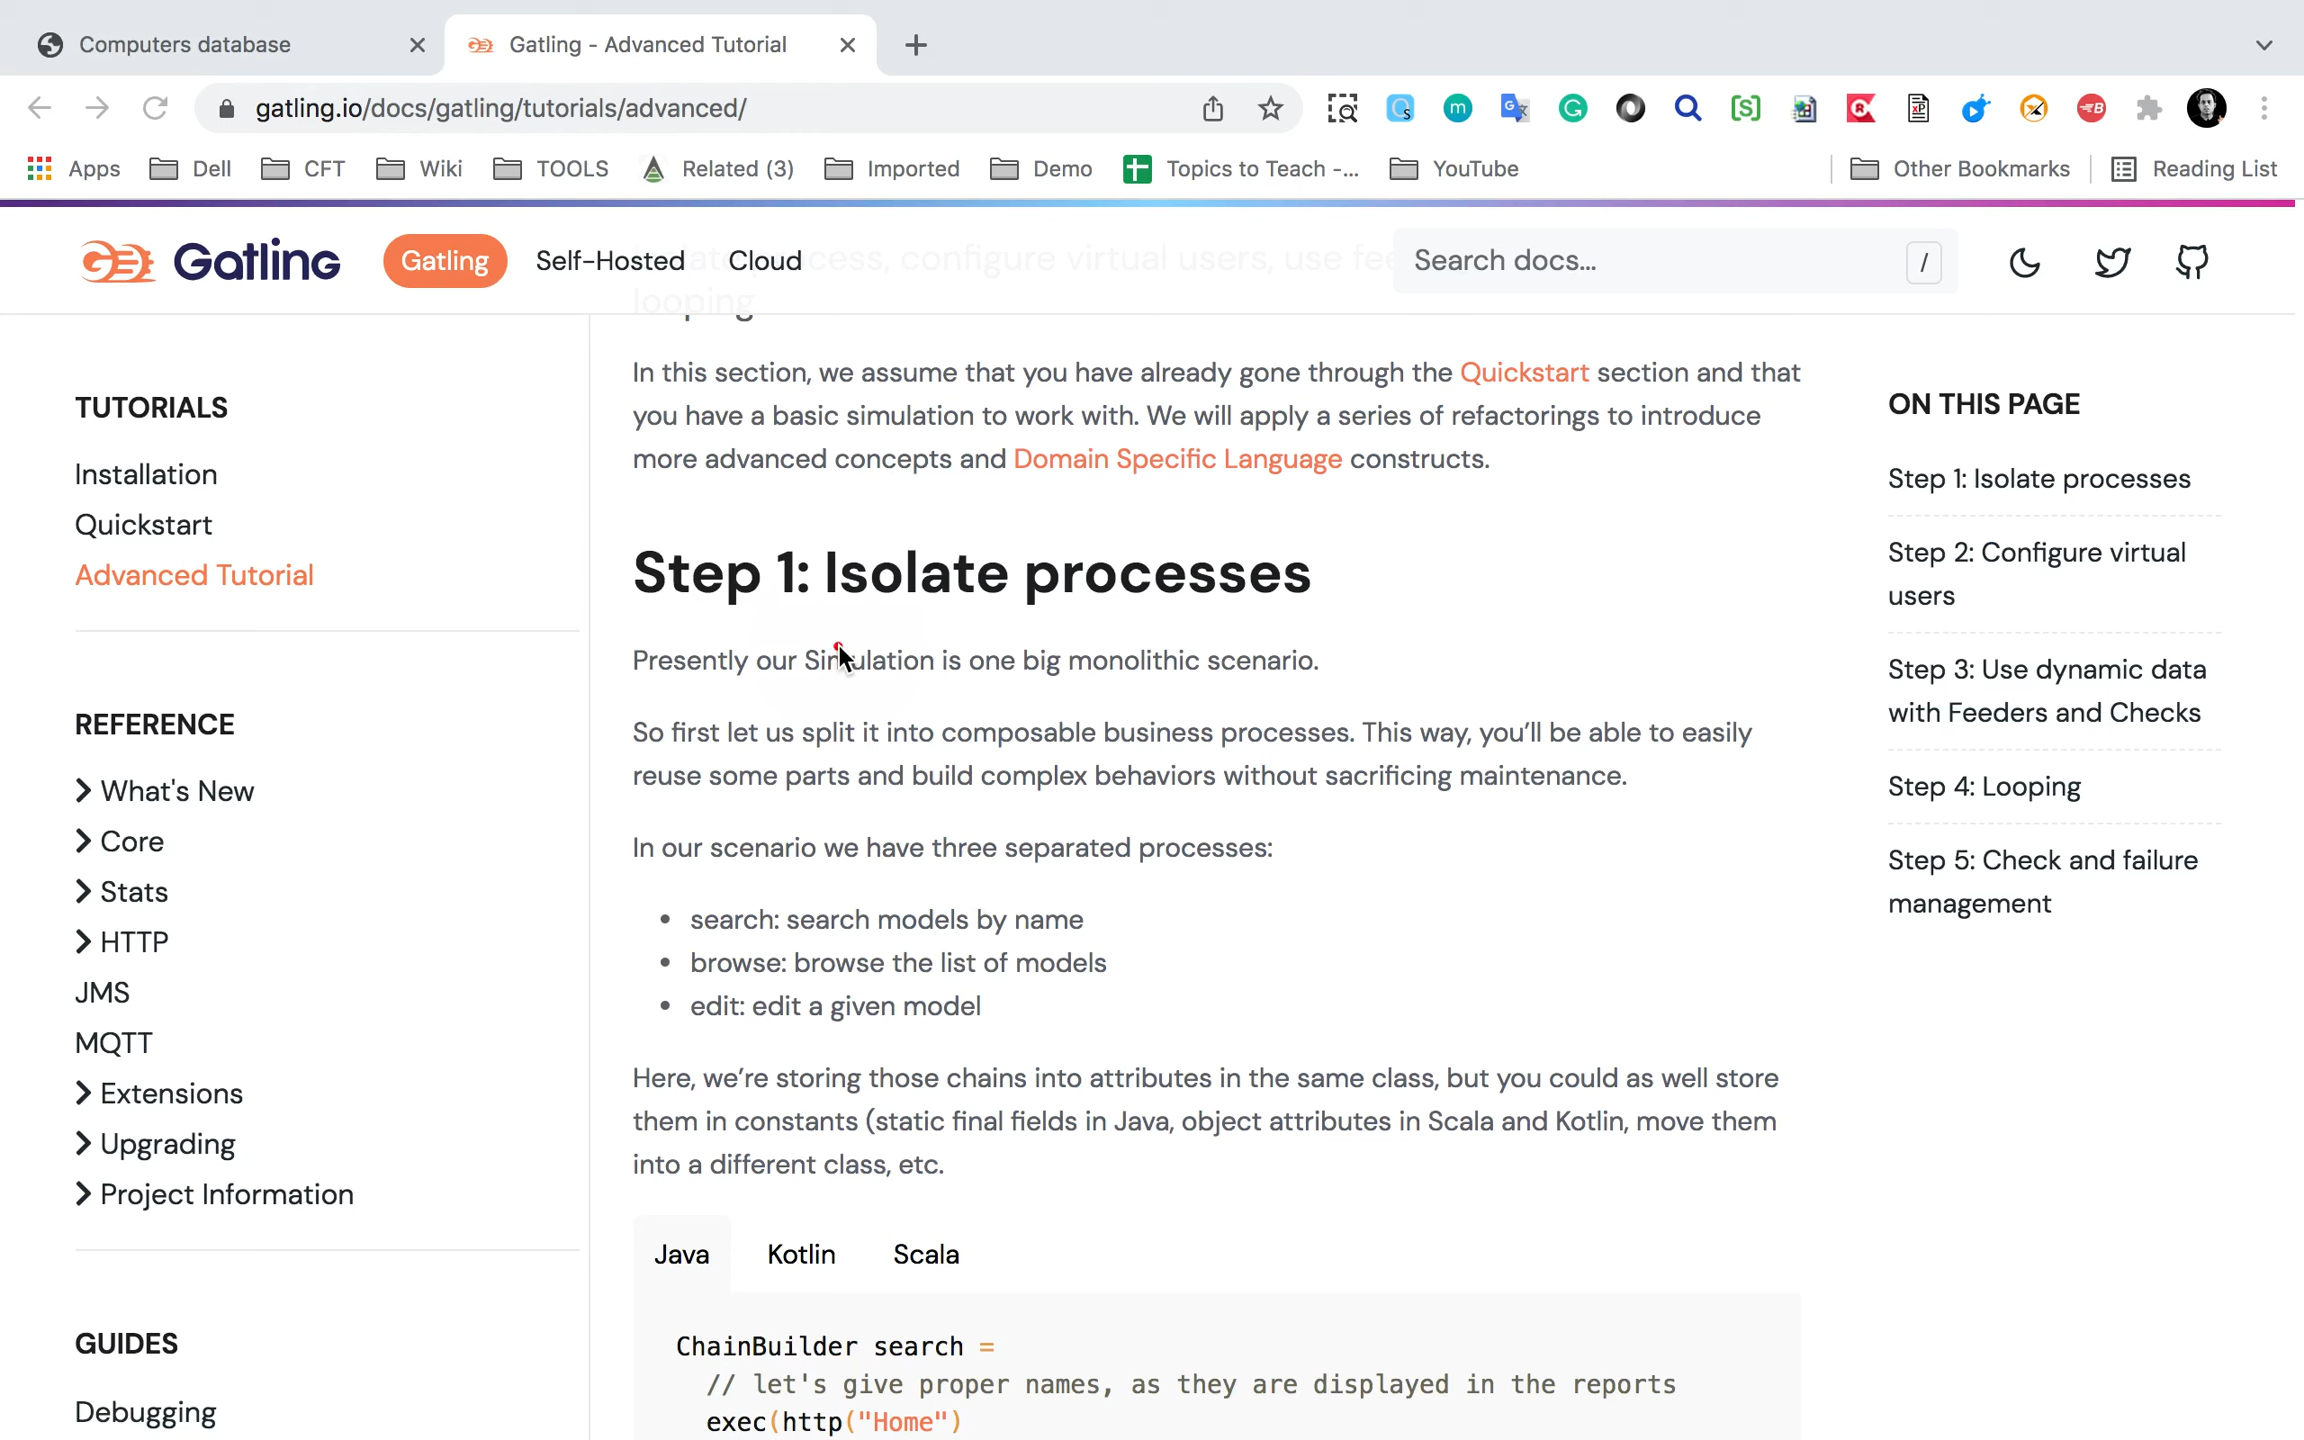 Computers database
Gatling - Advanced Tutorial
gatling.io/docs/gatling/tutorials/advanced/
Apps Dell CFT Wiki TOOLS Related (3) Imported Demo Topics to Teach -... YouTube Other Bookmarks Reading List
Gatling Gatling Self-Hosted Cloud Search docs... /
process, configure virtual users, use
looping
TUTORIALS
Installation
Quickstart
Advanced Tutorial
REFERENCE
What's New
Core
Stats
HTTP
JMS
MQTT
Extensions
Upgrading
Project Information
GUIDES
Debugging
In this section, we assume that you have already gone through the Quickstart section and that
you have a basic simulation to work with. We will apply a series of refactorings to introduce
more advanced concepts and Domain Specific Language constructs.
Step 1: Isolate processes
Presently our Simulation is one big monolithic scenario.
So first let us split it into composable business processes. This way, you'll be able to easily
reuse some parts and build complex behaviors without sacrificing maintenance.
In our scenario we have three separated processes:
• search: search models by name
• browse: browse the list of models
• edit: edit a given model
Here, we're storing those chains into attributes in the same class, but you could as well store
them in constants (static final fields in Java, object attributes in Scala and Kotlin, move them
into a different class, etc.
Java Kotlin Scala
ChainBuilder search =
// let's give proper names, as they are displayed in the reports
exec(http("Home")
ON THIS PAGE
Step 1: Isolate processes
Step 2: Configure virtual
users
Step 3: Use dynamic data
with Feeders and Checks
Step 4: Looping
Step 5: Check and failure
management